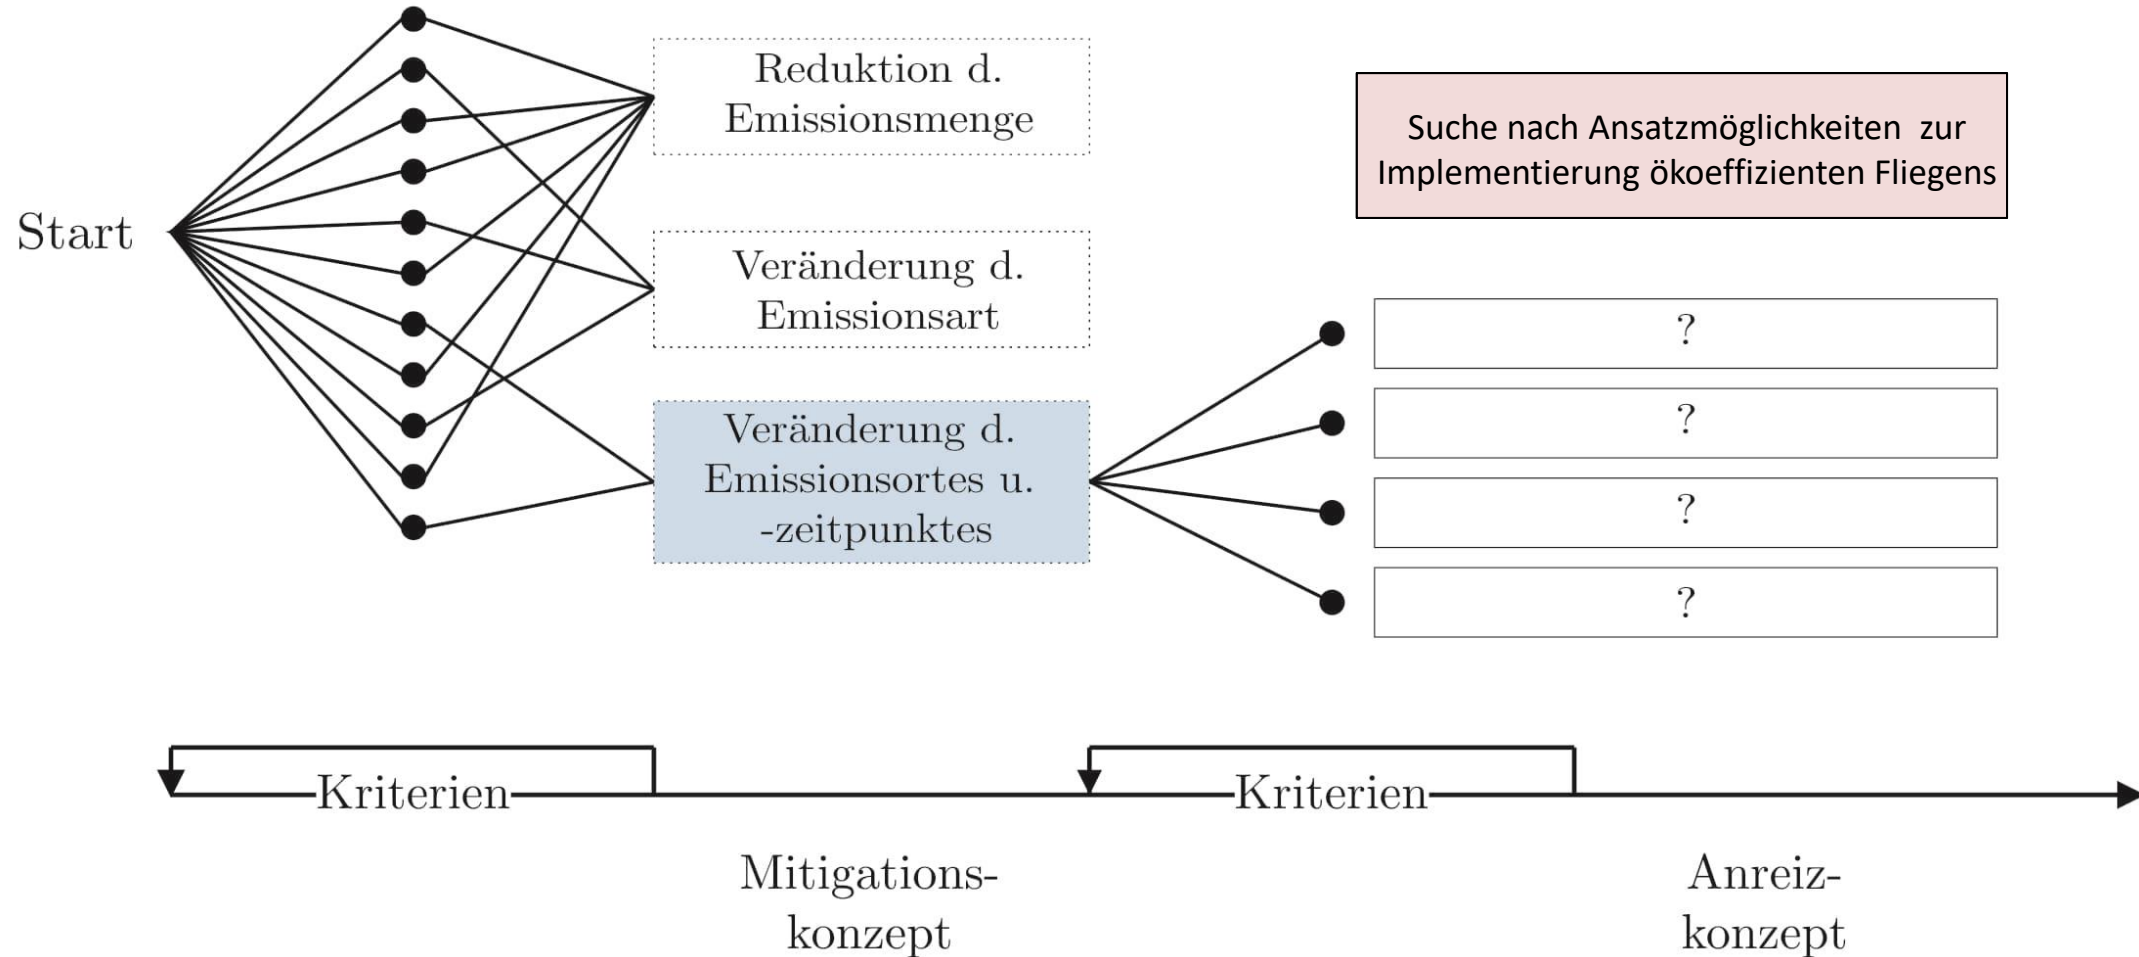 Start
Reduktion d.
Emissionsmenge
Veränderung d.
Emissionsart
Veränderung d.
Emissionsortes u.
-zeitpunktes
Suche nach Ansatzmöglichkeiten zur
Implementierung ökoeffizienten Fliegens
?
?
?
?
Kriterien
Kriterien
Mitigations-
konzept
Anreiz-
konzept